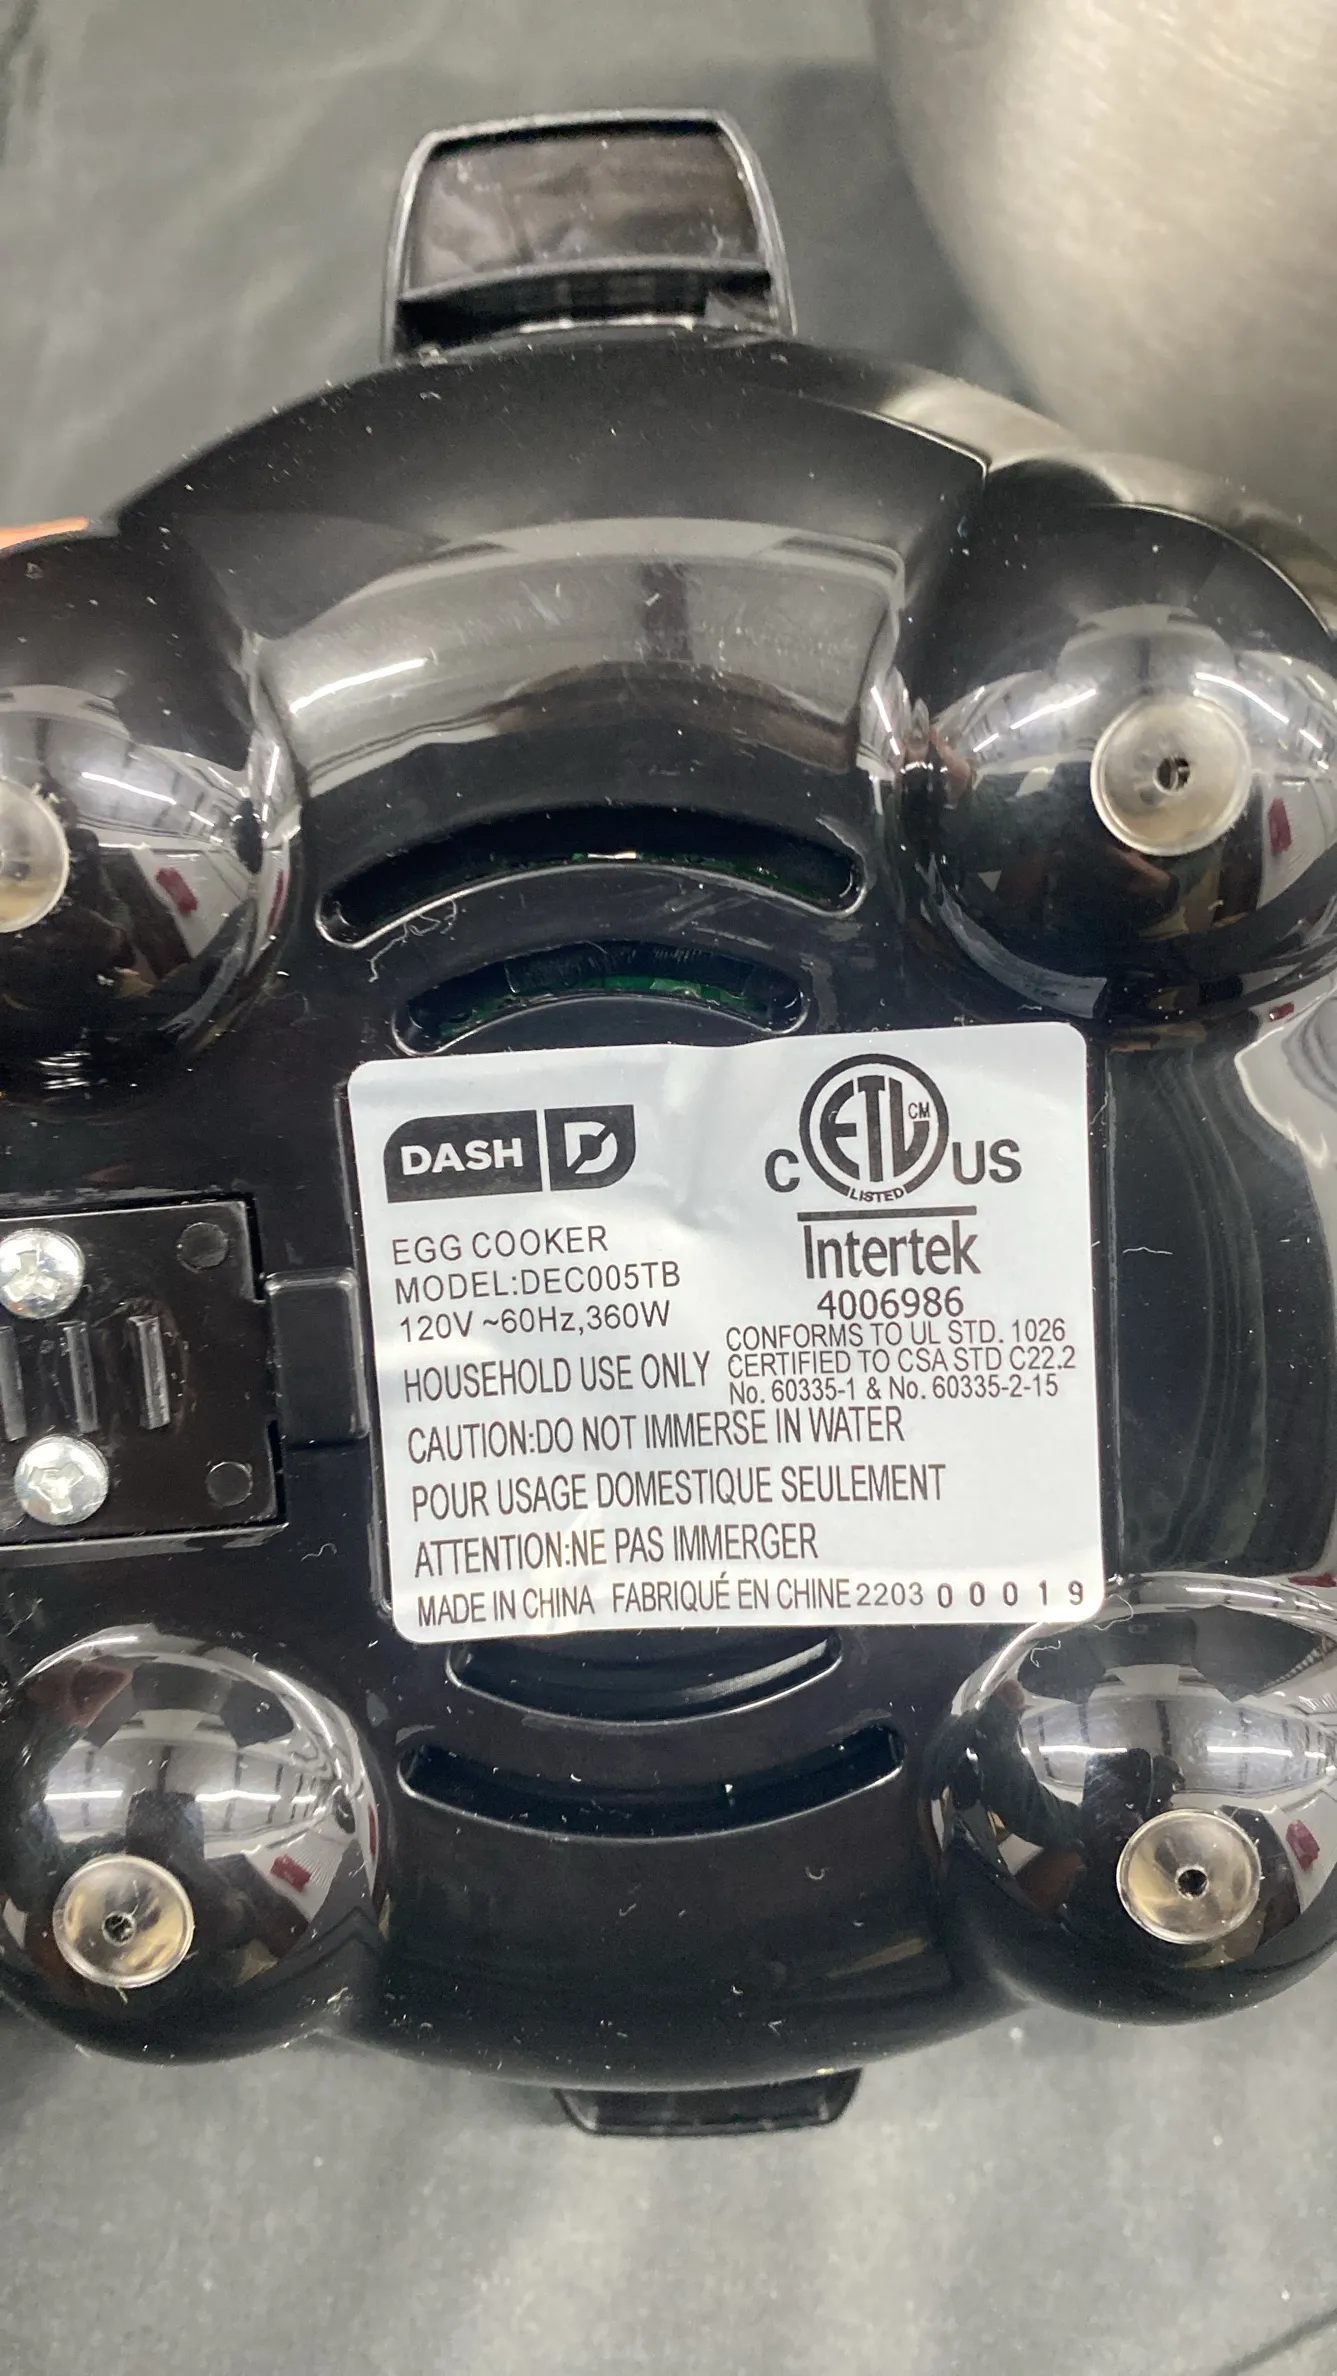 DASH D
EGG COOKER
MODEL:DEC005TB
120V ~60Hz,360W
HOUSEHOLD USE ONLY
C ETL CM US
LISTED
Intertek
4006986
CONFORMS TO UL STD. 1026
CERTIFIED TO CSA STD C22.2
No. 60335-1 & No. 60335-2-15
CAUTION:DO NOT IMMERSE IN WATER
POUR USAGE DOMESTIQUE SEULEMENT
ATTENTION:NE PAS IMMERGER
MADE IN CHINA FABRIQUÉ EN CHINE 2203 0 0 0 1 9